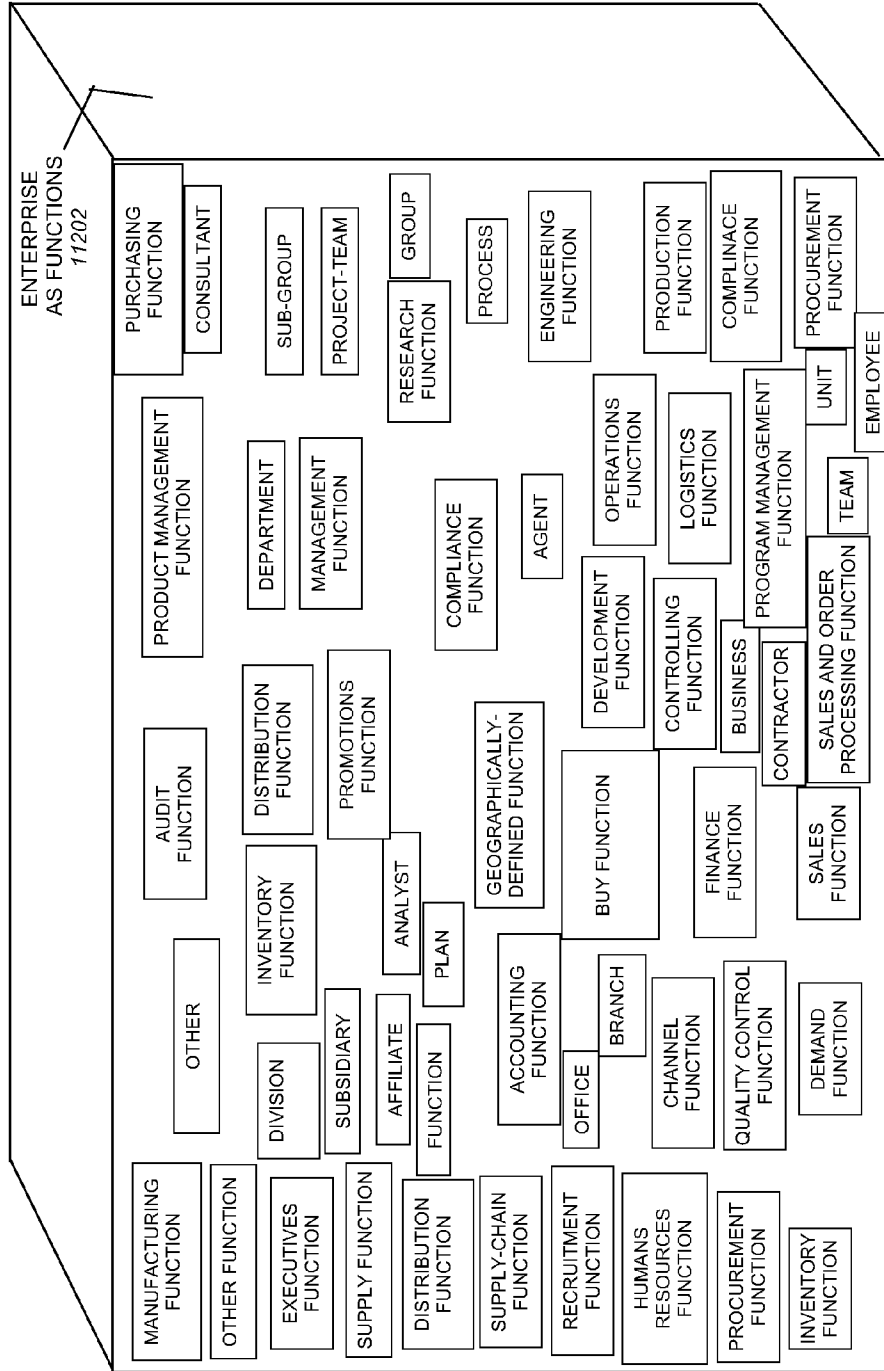 ENTERPRISE
AS FUNCTIONS
11202
MANUFACTURING
FUNCTION
AUDIT
FUNCTION
PRODUCT MANAGEMENT
FUNCTION
PURCHASING
FUNCTION
OTHER
CONSULTANT
OTHER FUNCTION
DIVISION
INVENTORY
FUNCTION
DISTRIBUTION
FUNCTION
DEPARTMENT
SUB-GROUP
EXECUTIVES
FUNCTION
SUBSIDIARY
MANAGEMENT
FUNCTION
PROJECT-TEAM
SUPPLY FUNCTION
AFFILIATE
ANALYST
PROMOTIONS
FUNCTION
RESEARCH
FUNCTION
GROUP
DISTRIBUTION
FUNCTION
FUNCTION
PLAN
COMPLIANCE
FUNCTION
PROCESS
SUPPLY-CHAIN
FUNCTION
ACCOUNTING
FUNCTION
GEOGRAPHICALLY-
DEFINED FUNCTION
AGENT
ENGINEERING
FUNCTION
RECRUITMENT
FUNCTION
OFFICE
BRANCH
BUY FUNCTION
DEVELOPMENT
FUNCTION
OPERATIONS
FUNCTION
HUMANS
RESOURCES
FUNCTION
CHANNEL
FUNCTION
CONTROLLING
FUNCTION
LOGISTICS
FUNCTION
PRODUCTION
FUNCTION
PROCUREMENT
FUNCTION
QUALITY CONTROL
FUNCTION
FINANCE
FUNCTION
BUSINESS
CONTRACTOR
PROGRAM MANAGEMENT
FUNCTION
COMPLINACE
FUNCTION
INVENTORY
FUNCTION
DEMAND
FUNCTION
SALES
FUNCTION
SALES AND ORDER
PROCESSING FUNCTION
TEAM
UNIT
PROCUREMENT
FUNCTION
EMPLOYEE